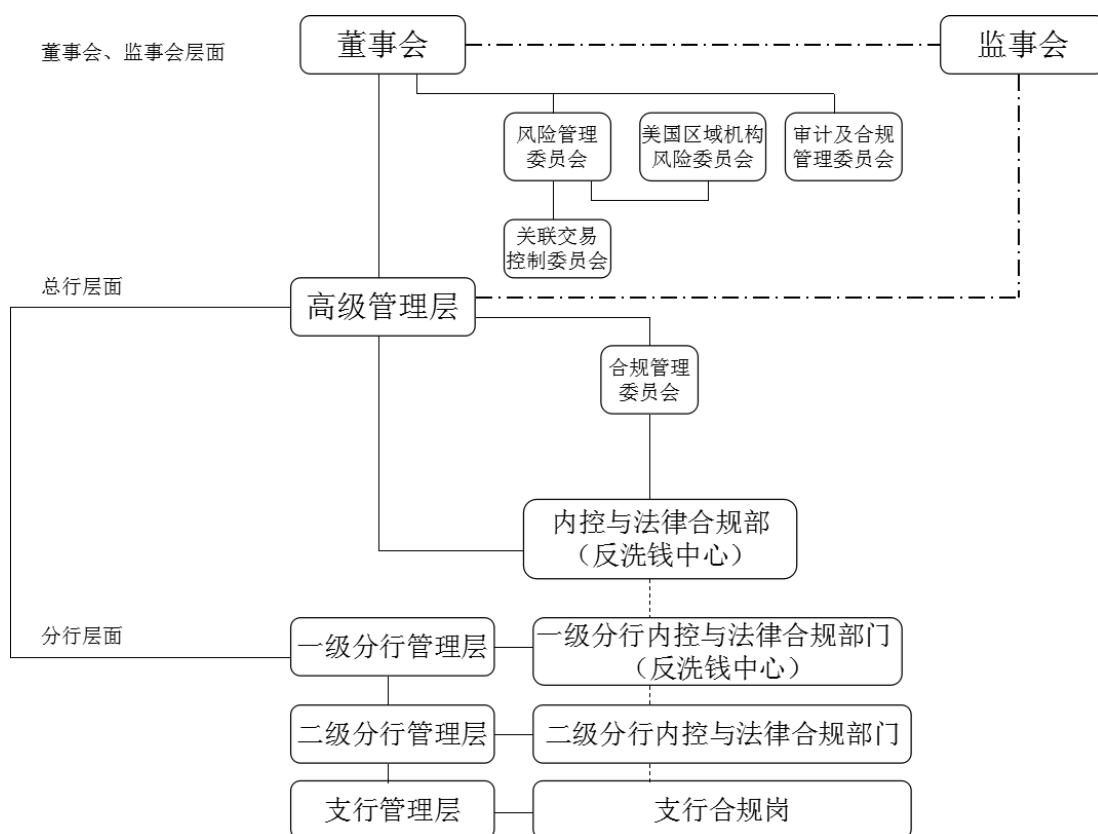 董事会、监事会层面
董事会
监事会
风险管理
委员会
美国区域机构
风险委员会
审计及合规
管理委员会
关联交易
控制委员会
总行层面
高级管理层
合规管理
委员会
内控与法律合规部
（反洗钱中心）
分行层面
一级分行管理层
一级分行内控与法律合规部门
（反洗钱中心）
二级分行管理层
二级分行内控与法律合规部门
支行管理层
支行合规岗